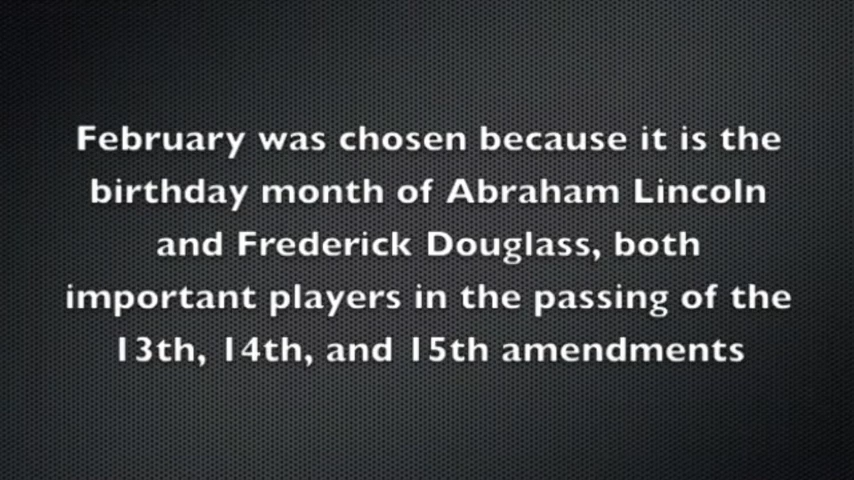 February was chosen because it is the
birthday month of Abraham Lincoln
and Frederick Douglass, both
important players in the passing of the
13th, 14th, and 15th amendments